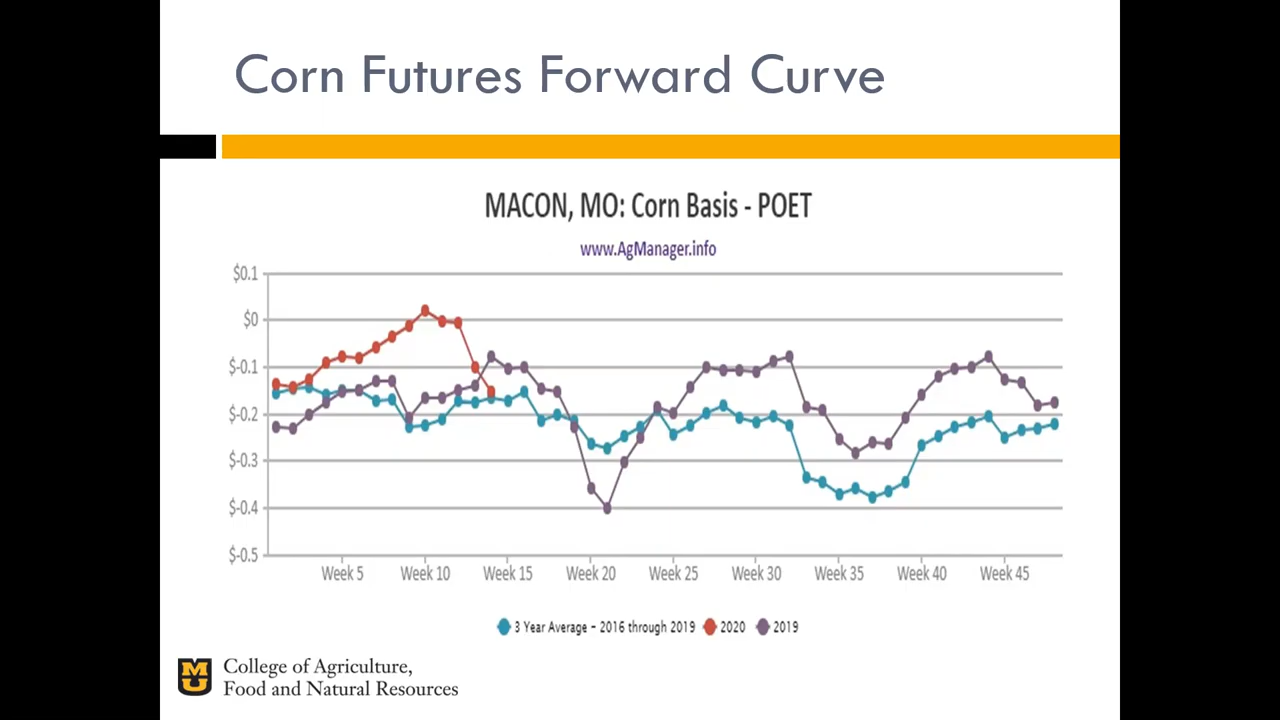 Corn Futures Forward Curve
MACON, MO: Corn Basis - POET
www.AgManager.info
$0.1
$0
$-0.1
$-0.2
$-0.3
$-0.4
$-0.5
Week 5 Week 10 Week 15 Week 20 Week 25 Week 30 Week 35 Week 40 Week 45
3 Year Average - 2016 through 2019 2020 2019
MU
College of Agriculture,
Food and Natural Resources